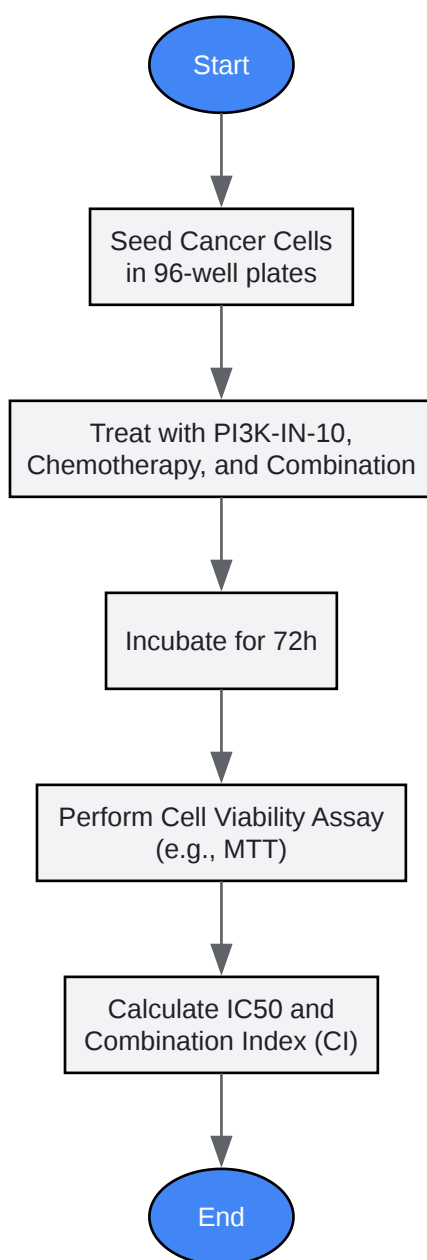 Start
Seed Cancer Cells
in 96-well plates
Treat with PI3K-IN-10,
Chemotherapy, and Combination
Incubate for 72h
Perform Cell Viability Assay
(e.g., MTT)
Calculate IC50 and
Combination Index (CI)
End